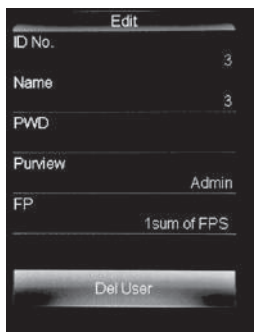 Edit
ID No.
3
Name
3
PWD
Purview
Admin
FP
1sum of FPS
Del User